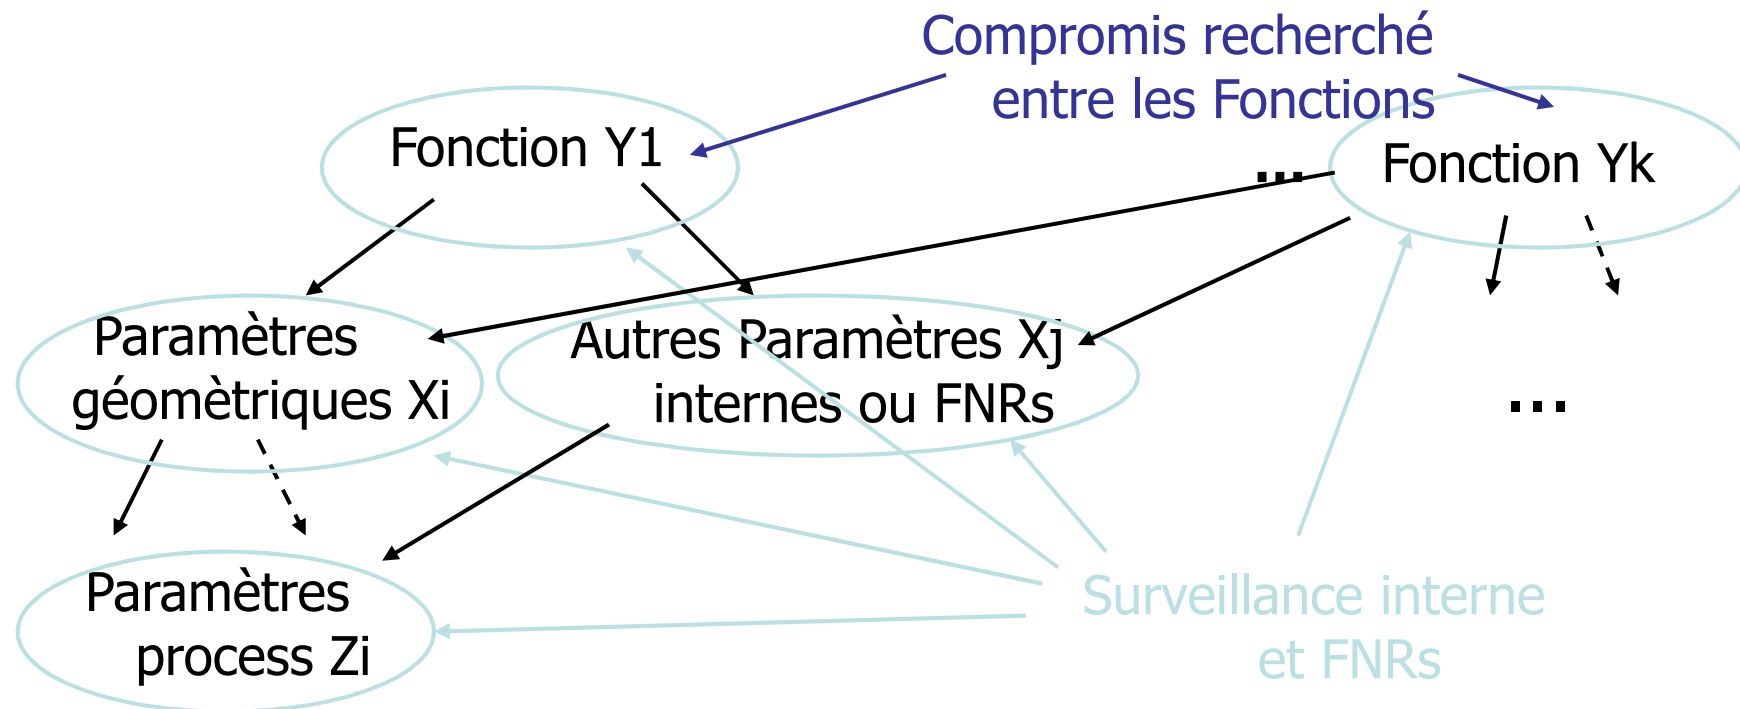 Compromis recherché
entre les Fonctions
Fonction Y1
...
Fonction Yk
Paramètres
géomètriques Xi
Autres Paramètres Xj
internes ou FNRs
...
Paramètres
process Zi
Surveillance interne
et FNRs